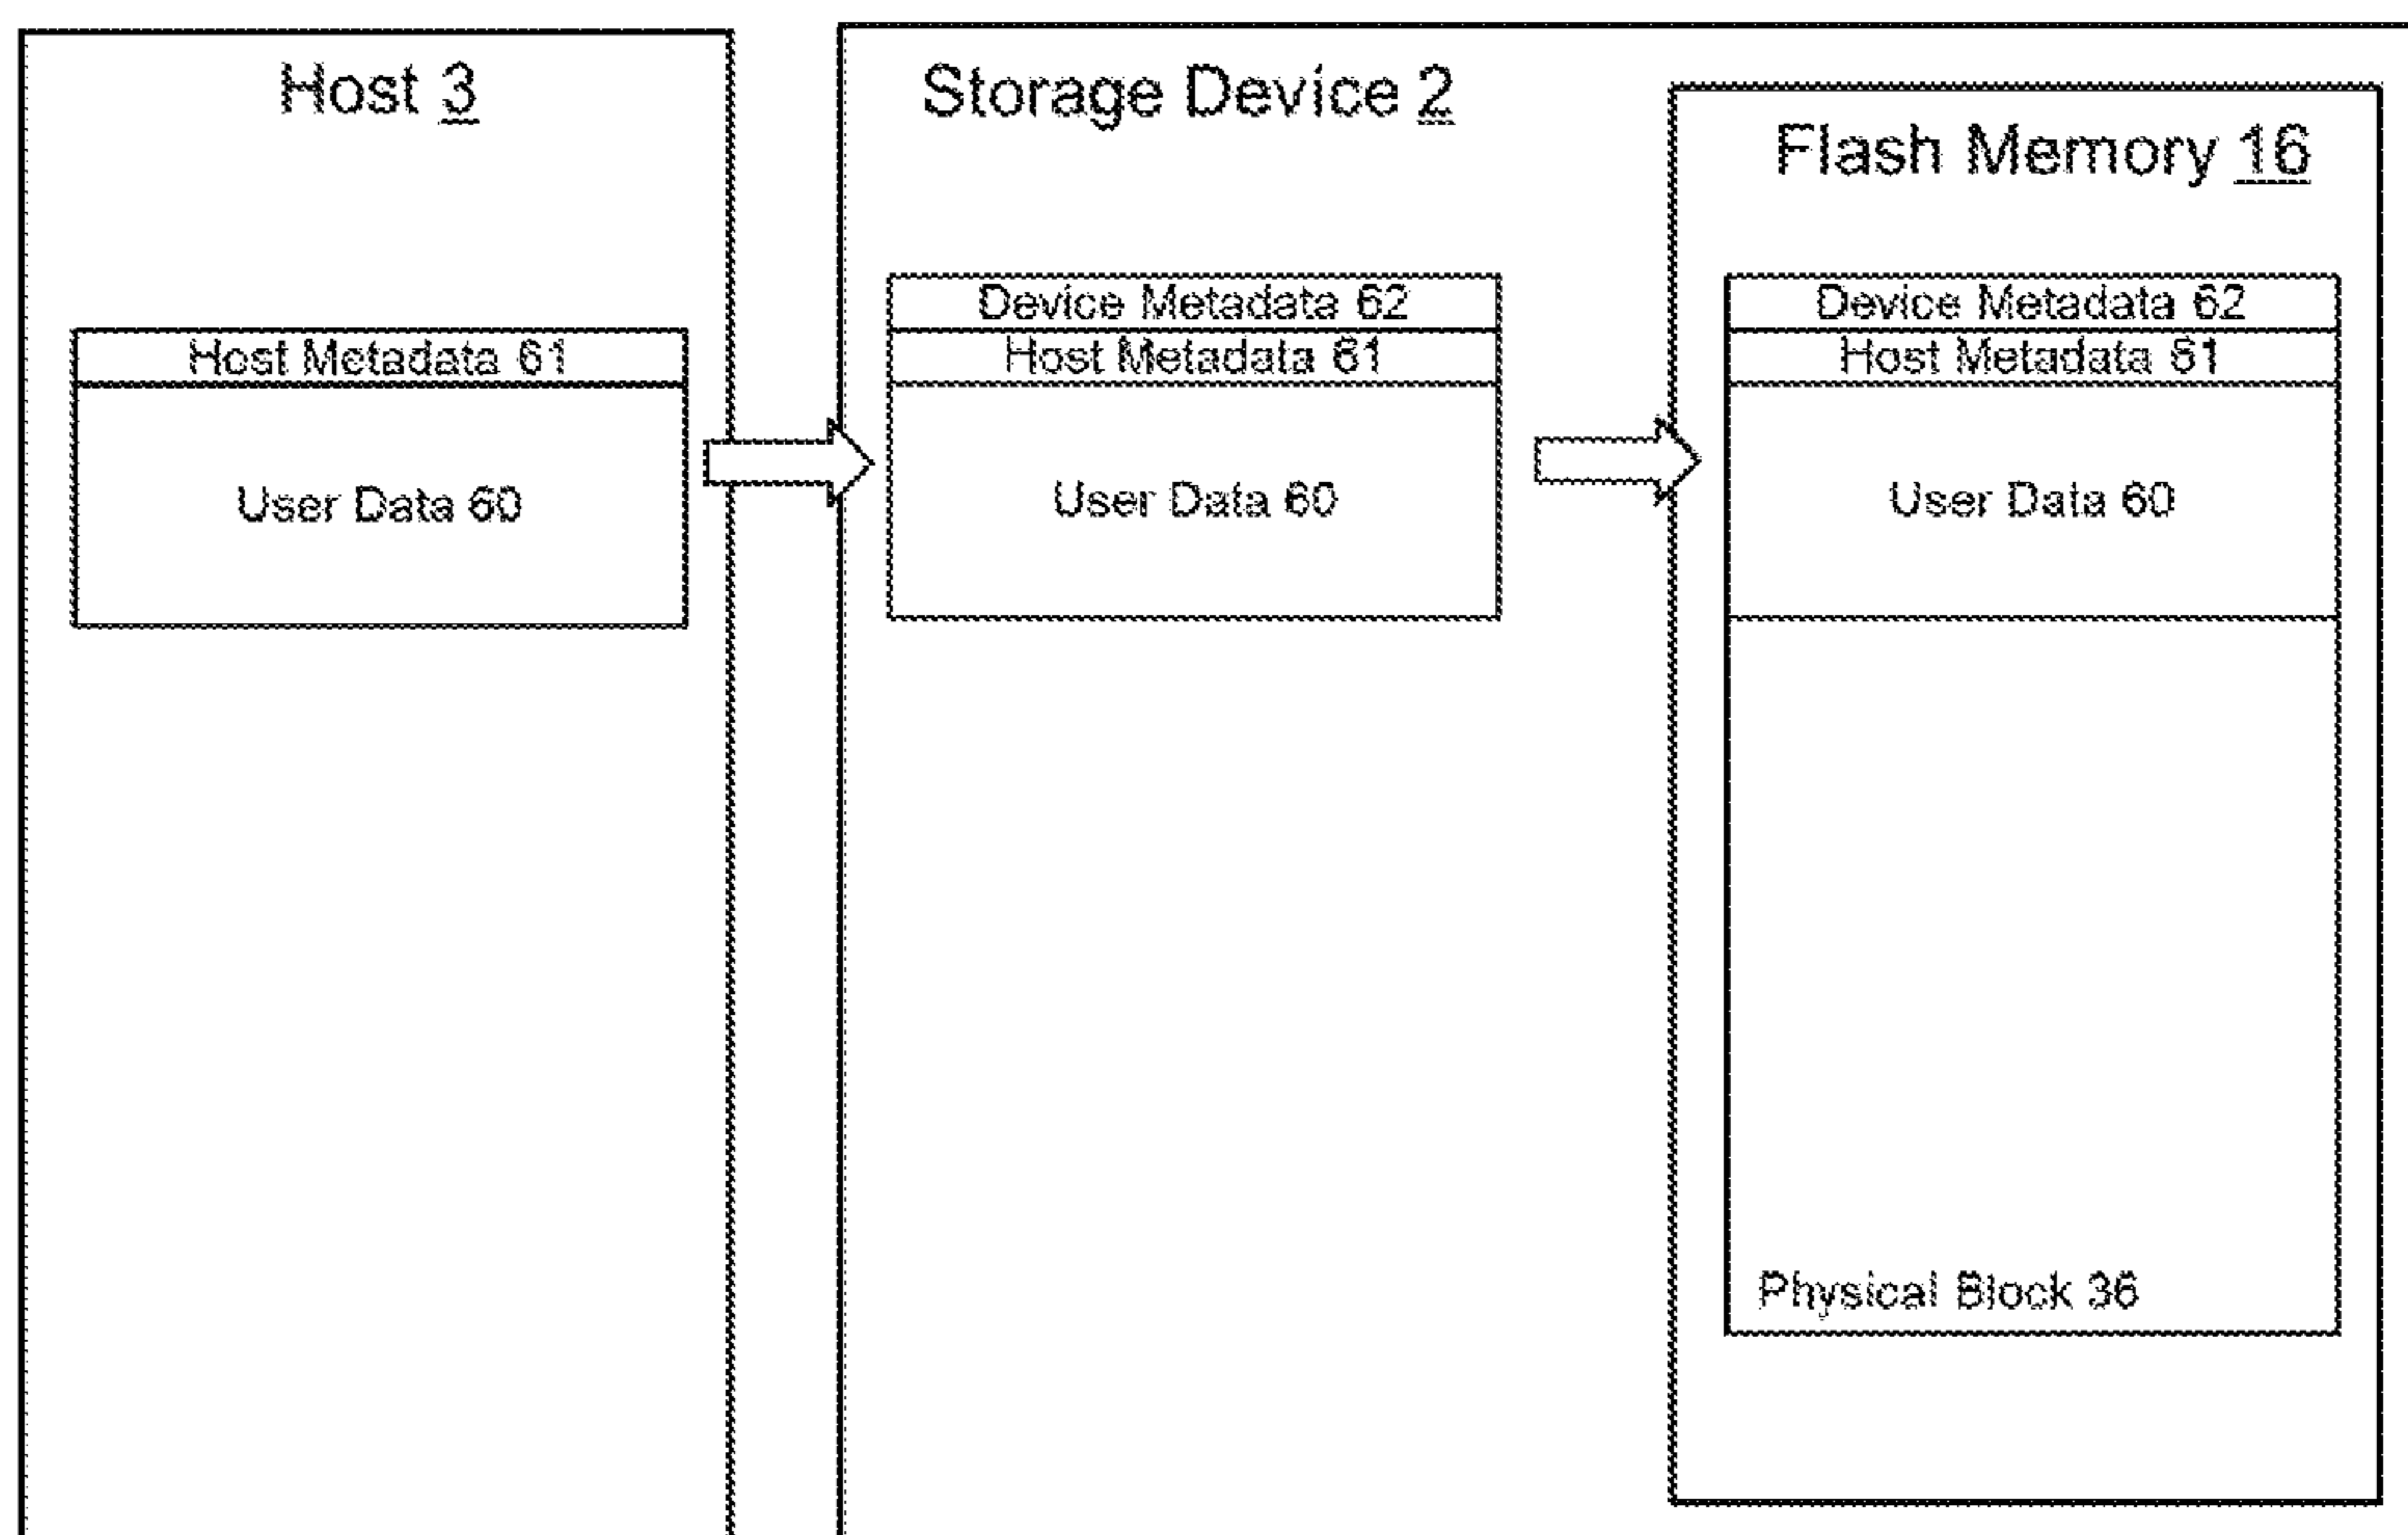 Host 3
Host Metadata 61
User Data 60
Storage Device 2
Device Metadata 62
Host Metadata 61
User Data 60
Flash Memory 16
Device Metadata 62
Host Metadata 61
User Data 60
Physical Block 36